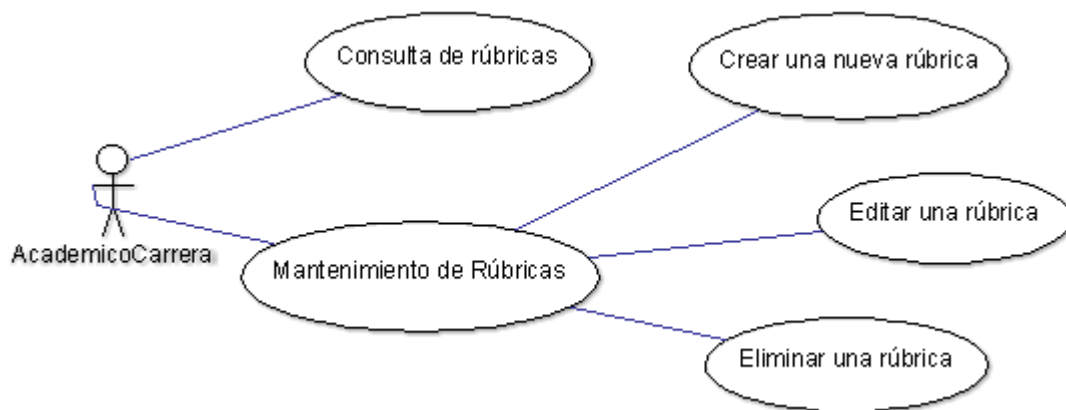 Consulta de rúbricas
Crear una nueva rúbrica
Editar una rúbrica
AcademicoCarrera
Mantenimiento de Rúbricas
Eliminar una rúbrica